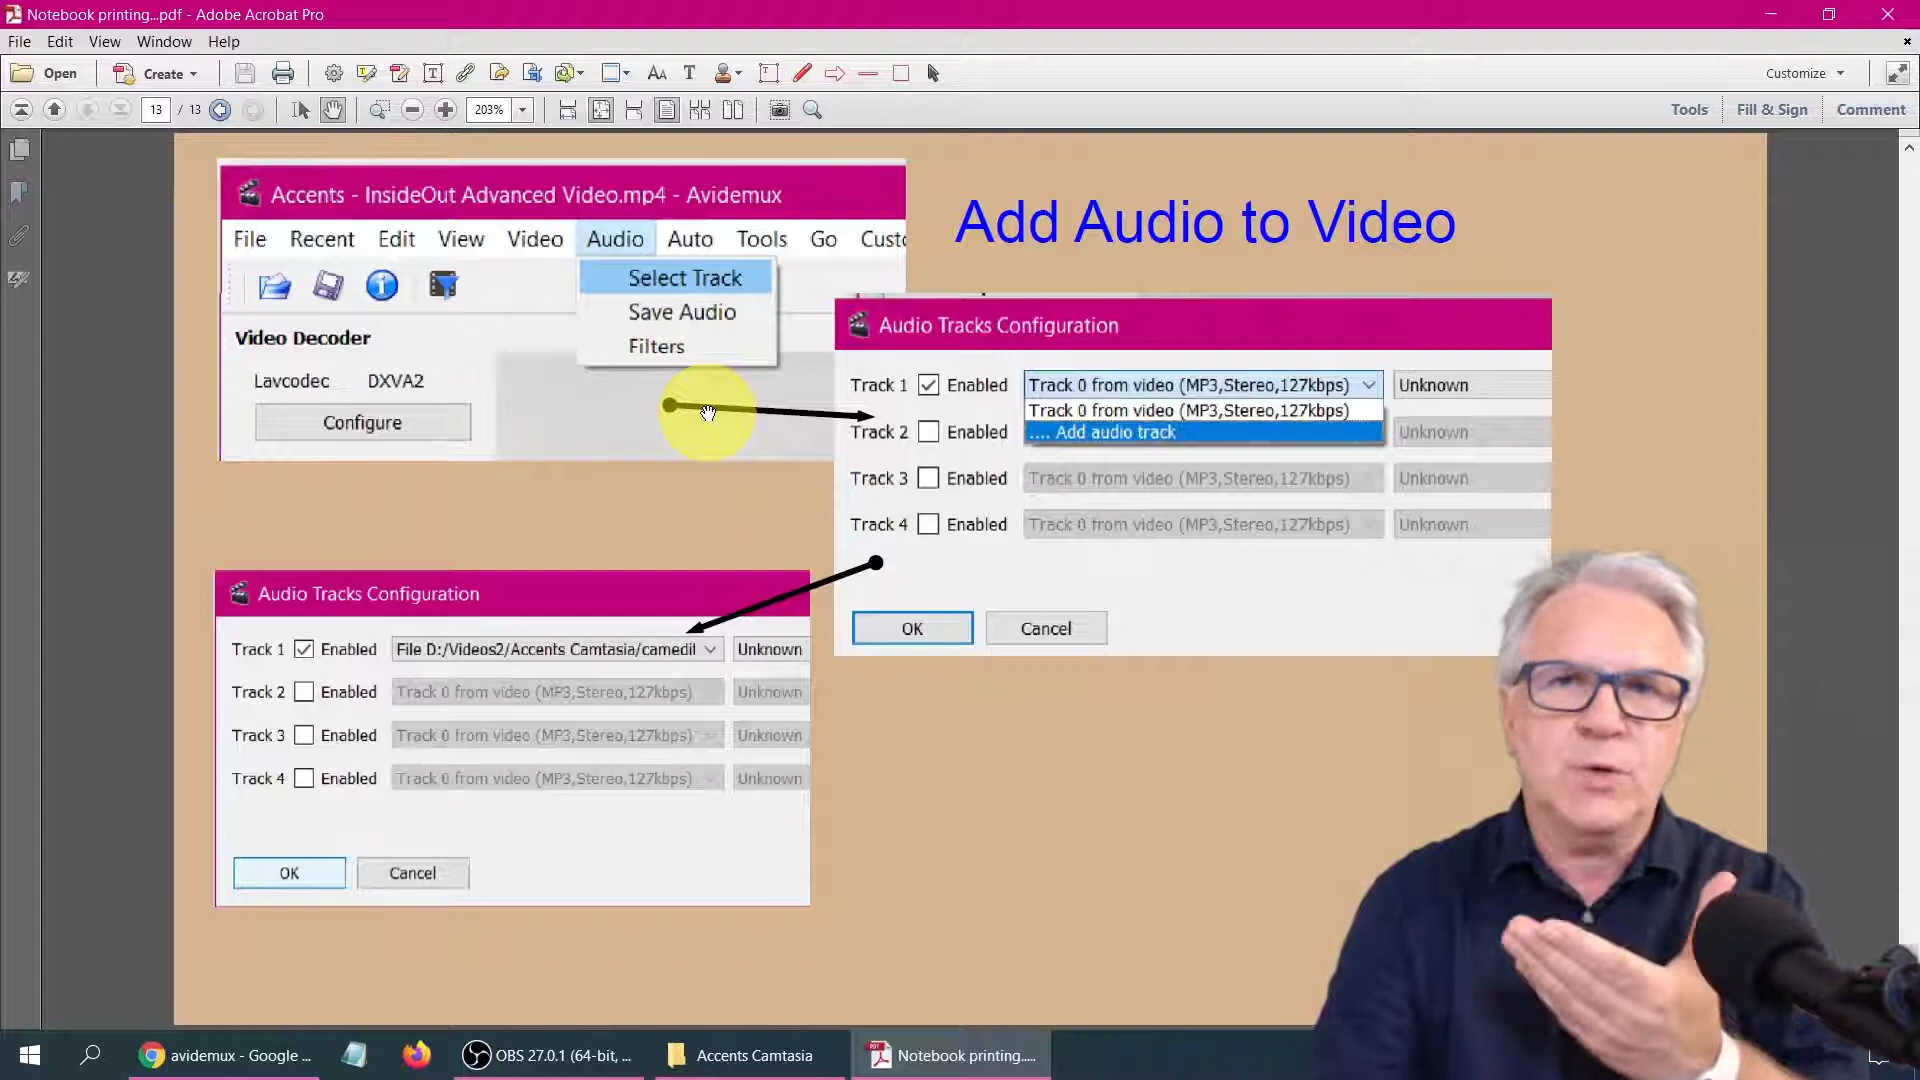 Notebook printing...pdf - Adobe Acrobat Pro
File Edit View Window Help
Open Create Customize
13 / 13 203% Tools Fill & Sign Comment
Accents - InsideOut Advanced Video.mp4 - Avidemux
File Recent Edit View Video Audio Auto Tools Go
Select Track
Save Audio
Filters
Video Decoder
Lavcodec DXVA2
Configure
Add Audio to Video
Audio Tracks Configuration
Track 1 Enabled Track 0 from video (MP3,Stereo,127kbps) Unknown
Track 0 from video (MP3,Stereo,127kbps)
Track 2 Enabled .... Add audio track Unknown
Track 3 Enabled Track 0 from video (MP3,Stereo,127kbps) Unknown
Track 4 Enabled Track 0 from video (MP3,Stereo,127kbps) Unknown
OK Cancel
Audio Tracks Configuration
Track 1 Enabled File D:/Videos2/Accents Camtasia/camedit Unknown
Track 2 Enabled Track 0 from video (MP3,Stereo,127kbps) Unknown
Track 3 Enabled Track 0 from video (MP3,Stereo,127kbps) Unknown
Track 4 Enabled Track 0 from video (MP3,Stereo,127kbps) Unknown
OK Cancel
avidemux - Google ... OBS 27.0.1 (64-bit, ... Accents Camtasia Notebook printing.....